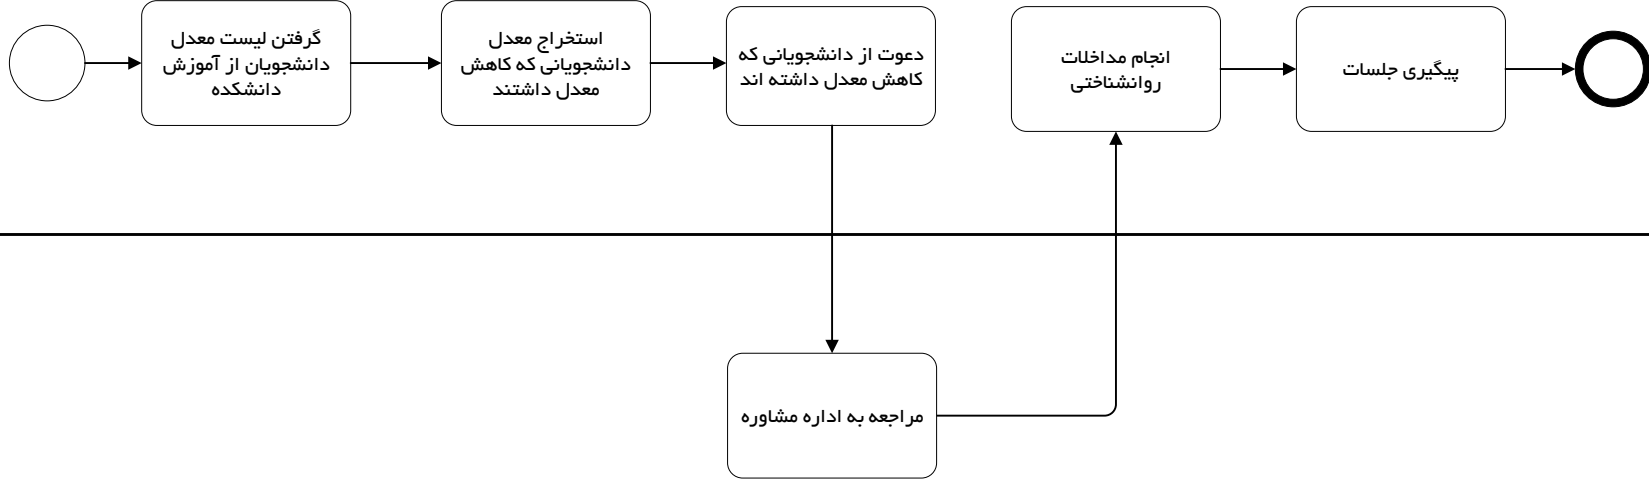 گرفتن لیست معدل
دانشجویان از آموزش
دانشکده
استخراج معدل
دانشجویانی که کاهش
معدل داشتند
دعوت از دانشجویانی که
کاهش معدل داشته اند
مراجعه به اداره مشاوره
انجام مداخلات
روانشناختی
پیگیری جلسات